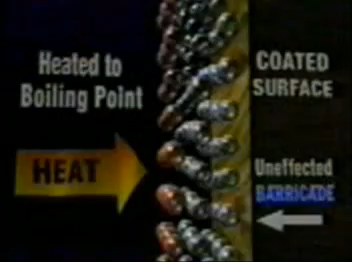 Heated to
Boiling Point
COATED
SURFACE
HEAT
Uneffected
BARRICADE